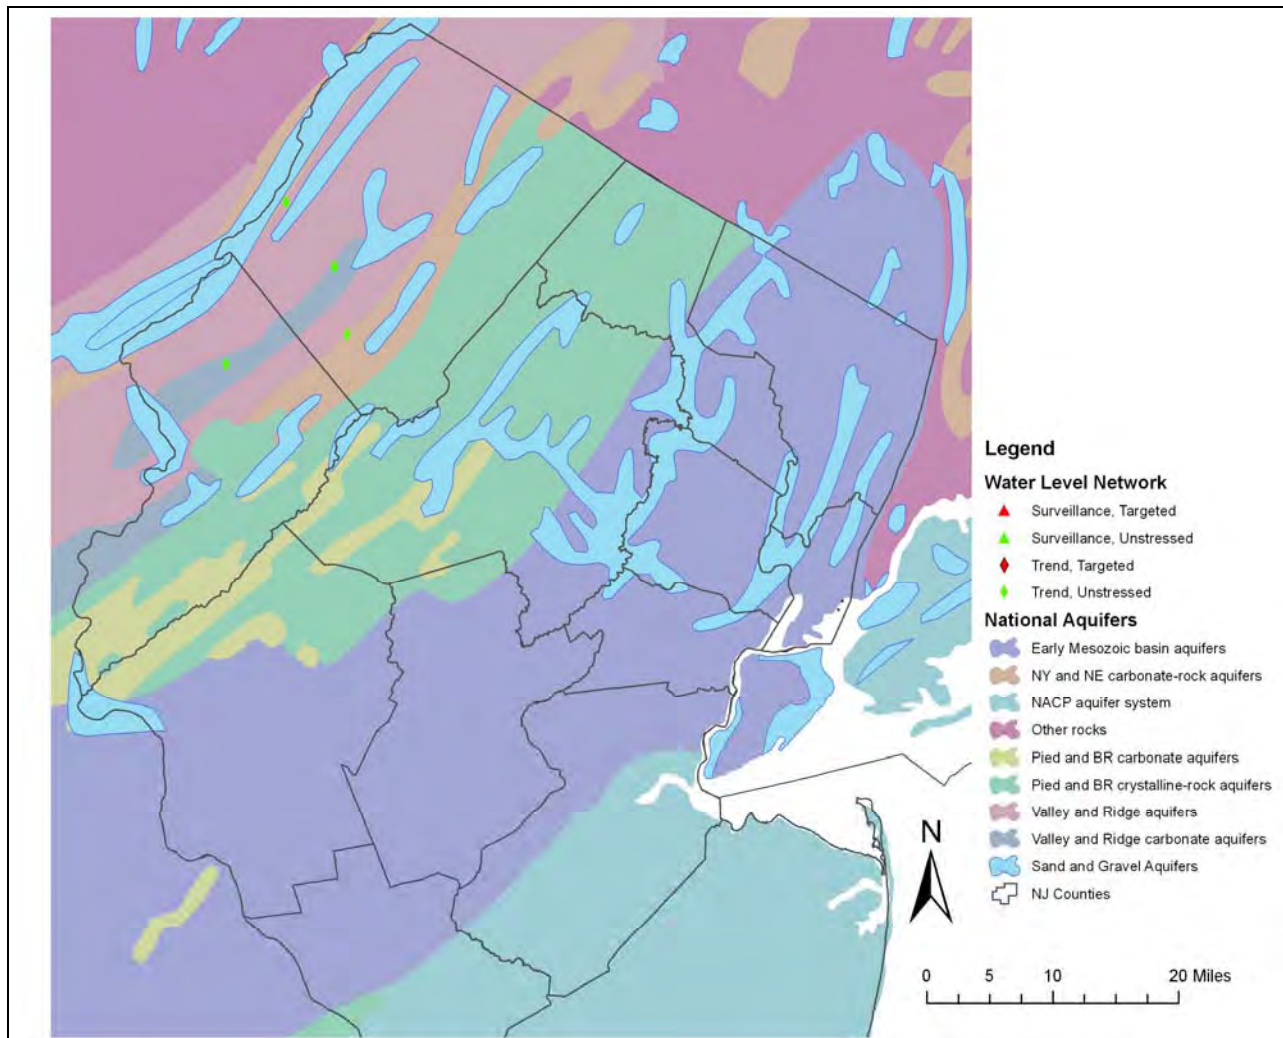 Legend
Water Level Network
Surveillance, Targeted
Surveillance, Unstressed
Trend, Targeted
Trend, Unstressed
National Aquifers
Early Mesozoic basin aquifers
NY and NE carbonate-rock aquifers
NACP aquifer system
Other rocks
Pied and BR carbonate aquifers
Pied and BR crystalline-rock aquifers
Valley and Ridge aquifers
Valley and Ridge carbonate aquifers
Sand and Gravel Aquifers
NJ Counties
N
0 5 10 20 Miles